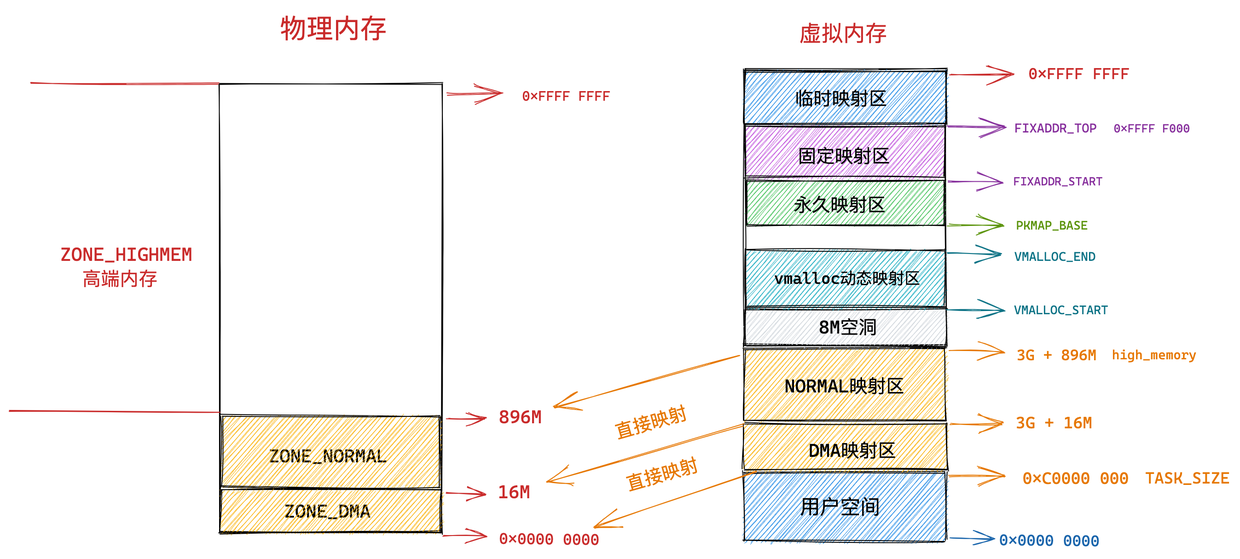 物理内存
0×FFFF FFFF
ZONE_HIGHMEM
高端内存
896M
ZONE_NORMAL
16M
ZONE_DMA
0×0000 0000
直接映射
直接映射
虚拟内存
临时映射区
0×FFFF FFFF
固定映射区
FIXADDR_TOP 0×FFFF F000
永久映射区
FIXADDR_START
PKMAP_BASE
vmalloc动态映射区
VMALLOC_END
8M空洞
VMALLOC_START
NORMAL映射区
3G + 896M high_memory
DMA映射区
3G + 16M
用户空间
0×C0000 000 TASK_SIZE
0×0000 0000